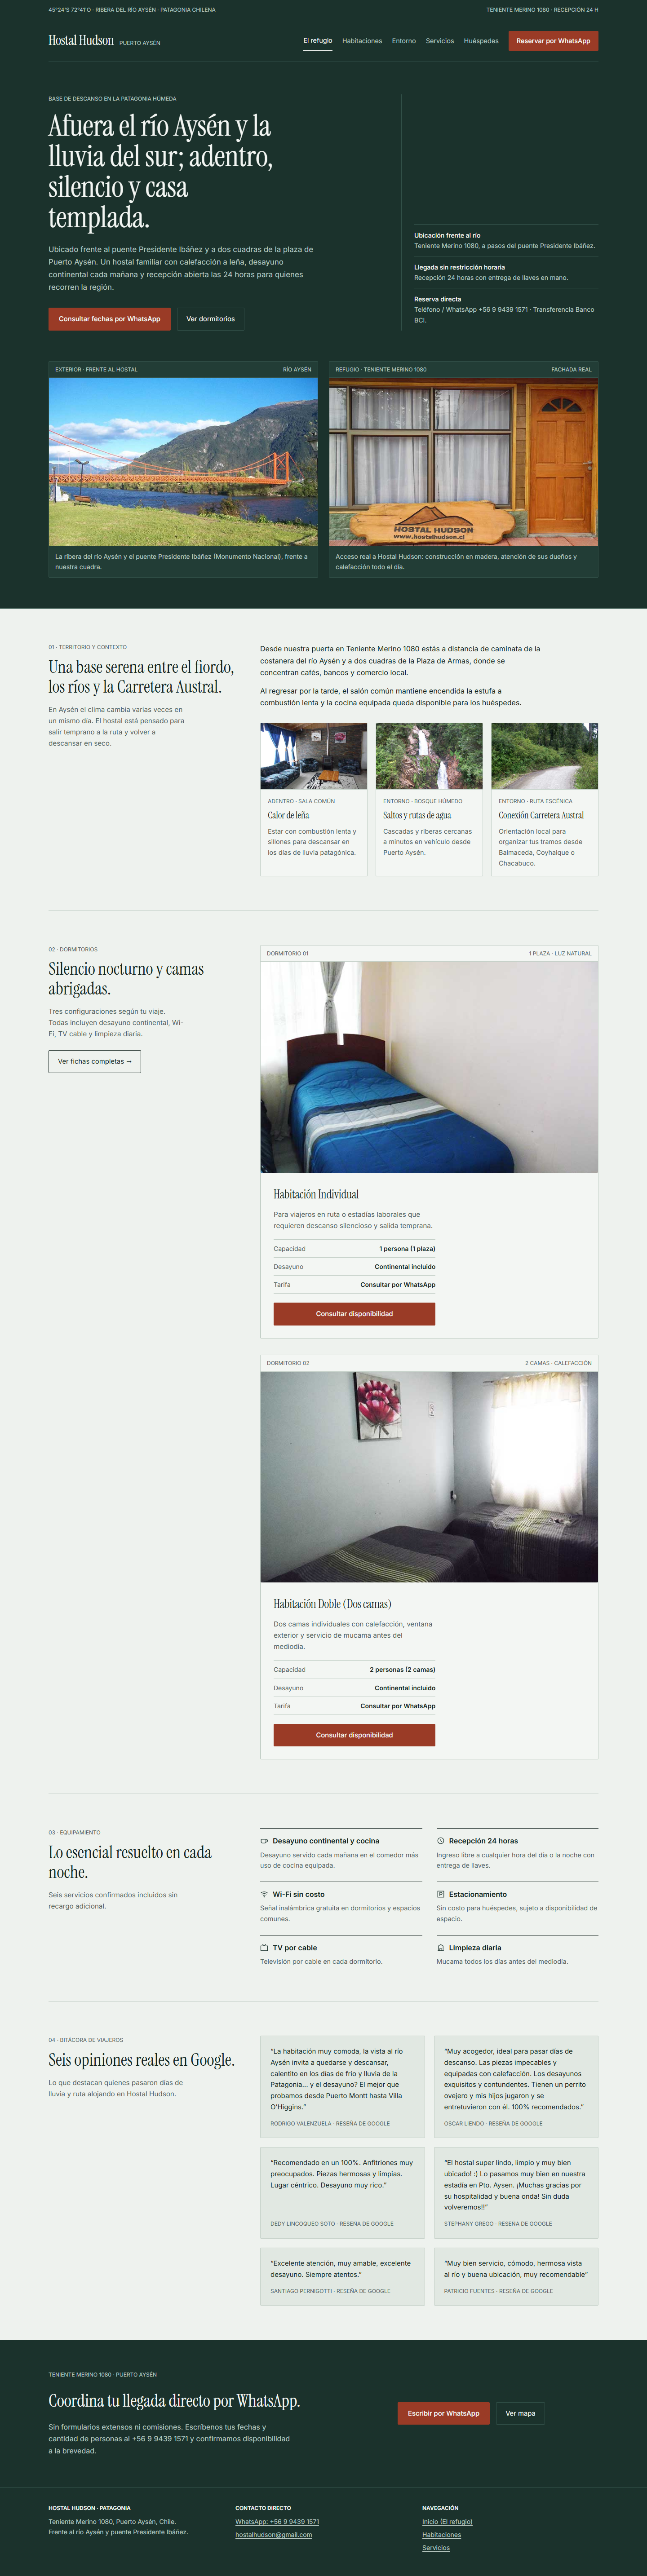 45°24'S 72°41'O · RIBERA DEL RÍO AYSÉN · PATAGONIA CHILENA
TENIENTE MERINO 1080 · RECEPCIÓN 24 H
Hostal Hudson PUERTO AYSÉN
El refugio Habitaciones Entorno Servicios Huéspedes Reservar por WhatsApp
BASE DE DESCANSO EN LA PATAGONIA HÚMEDA
Afuera el río Aysén y la
lluvia del sur; adentro,
silencio y casa
templada.
Ubicado frente al puente Presidente Ibáñez y a dos cuadras de la plaza de
Puerto Aysén. Un hostal familiar con calefacción a leña, desayuno
continental cada mañana y recepción abierta las 24 horas para quienes
recorren la región.
Consultar fechas por WhatsApp
Ver dormitorios
Ubicación frente al río
Teniente Merino 1080, a pasos del puente Presidente Ibáñez.
Llegada sin restricción horaria
Recepción 24 horas con entrega de llaves en mano.
Reserva directa
Teléfono / WhatsApp +56 9 9439 1571 · Transferencia Banco
BCI.
EXTERIOR · FRENTE AL HOSTAL
RÍO AYSÉN
La ribera del río Aysén y el puente Presidente Ibáñez (Monumento Nacional), frente a
nuestra cuadra.
REFUGIO · TENIENTE MERINO 1080
FACHADA REAL
HOSTAL HUDSON
www.hostalhudson.cl
Acceso real a Hostal Hudson: construcción en madera, atención de sus dueños y
calefacción todo el día.
01 · TERRITORIO Y CONTEXTO
Una base serena entre el fiordo,
los ríos y la Carretera Austral.
En Aysén el clima cambia varias veces en
un mismo día. El hostal está pensado para
salir temprano a la ruta y volver a
descansar en seco.
Desde nuestra puerta en Teniente Merino 1080 estás a distancia de caminata de la
costanera del río Aysén y a dos cuadras de la Plaza de Armas, donde se
concentran cafés, bancos y comercio local.
Al regresar por la tarde, el salón común mantiene encendida la estufa a
combustión lenta y la cocina equipada queda disponible para los huéspedes.
ADENTRO · SALA COMÚN
Calor de leña
Estar con combustión lenta y
sillones para descansar en
los días de lluvia patagónica.
ENTORNO · BOSQUE HÚMEDO
Saltos y rutas de agua
Cascadas y riberas cercanas
a minutos en vehículo desde
Puerto Aysén.
ENTORNO · RUTA ESCÉNICA
Conexión Carretera Austral
Orientación local para
organizar tus tramos desde
Balmaceda, Coyhaique o
Chacabuco.
02 · DORMITORIOS
Silencio nocturno y camas
abrigadas.
Tres configuraciones según tu viaje.
Todas incluyen desayuno continental, Wi-
Fi, TV cable y limpieza diaria.
Ver fichas completas →
DORMITORIO 01
1 PLAZA · LUZ NATURAL
Habitación Individual
Para viajeros en ruta o estadías laborales que
requieren descanso silencioso y salida temprana.
Capacidad 1 persona (1 plaza)
Desayuno Continental incluido
Tarifa Consultar por WhatsApp
Consultar disponibilidad
DORMITORIO 02
2 CAMAS · CALEFACCIÓN
Habitación Doble (Dos camas)
Dos camas individuales con calefacción, ventana
exterior y servicio de mucama antes del
mediodía.
Capacidad 2 personas (2 camas)
Desayuno Continental incluido
Tarifa Consultar por WhatsApp
Consultar disponibilidad
03 · EQUIPAMIENTO
Lo esencial resuelto en cada
noche.
Seis servicios confirmados incluidos sin
recargo adicional.
Desayuno continental y cocina
Desayuno servido cada mañana en el comedor más
uso de cocina equipada.
Recepción 24 horas
Ingreso libre a cualquier hora del día o la noche con
entrega de llaves.
Wi-Fi sin costo
Señal inalámbrica gratuita en dormitorios y espacios
comunes.
Estacionamiento
Sin costo para huéspedes, sujeto a disponibilidad de
espacio.
TV por cable
Televisión por cable en cada dormitorio.
Limpieza diaria
Mucama todos los días antes del mediodía.
04 · BITÁCORA DE VIAJEROS
Seis opiniones reales en Google.
Lo que destacan quienes pasaron días de
lluvia y ruta alojando en Hostal Hudson.
“La habitación muy comoda, la vista al río
Aysén invita a quedarse y descansar,
calentito en los días de frío y lluvia de la
Patagonia... y el desayuno? El mejor que
probamos desde Puerto Montt hasta Villa
O'Higgins.”
RODRIGO VALENZUELA · RESEÑA DE GOOGLE
“Muy acogedor, ideal para pasar días de
descanso. Las piezas impecables y
equipadas con calefacción. Los desayunos
exquisitos y contundentes. Tienen un perrito
ovejero y mis hijos jugaron y se
entretuvieron con él. 100% recomendados.”
OSCAR LIENDO · RESEÑA DE GOOGLE
“Recomendado en un 100%. Anfitriones muy
preocupados. Piezas hermosas y limpias.
Lugar céntrico. Desayuno muy rico.”
DEDY LINCOQUEO SOTO · RESEÑA DE GOOGLE
“El hostal super lindo, limpio y muy bien
ubicado! :) Lo pasamos muy bien en nuestra
estadía en Pto. Aysen. ¡Muchas gracias por
su hospitalidad y buena onda! Sin duda
volveremos!!”
STEPHANY GREGO · RESEÑA DE GOOGLE
“Excelente atención, muy amable, excelente
desayuno. Siempre atentos.”
SANTIAGO PERNIGOTTI · RESEÑA DE GOOGLE
“Muy bien servicio, cómodo, hermosa vista
al río y buena ubicación, muy recomendable”
PATRICIO FUENTES · RESEÑA DE GOOGLE
TENIENTE MERINO 1080 · PUERTO AYSÉN
Coordina tu llegada directo por WhatsApp.
Sin formularios extensos ni comisiones. Escríbenos tus fechas y
cantidad de personas al +56 9 9439 1571 y confirmamos disponibilidad
a la brevedad.
Escribir por WhatsApp
Ver mapa
HOSTAL HUDSON · PATAGONIA
Teniente Merino 1080, Puerto Aysén, Chile.
Frente al río Aysén y puente Presidente Ibáñez.
CONTACTO DIRECTO
WhatsApp: +56 9 9439 1571
hostalhudson@gmail.com
NAVEGACIÓN
Inicio (El refugio)
Habitaciones
Servicios